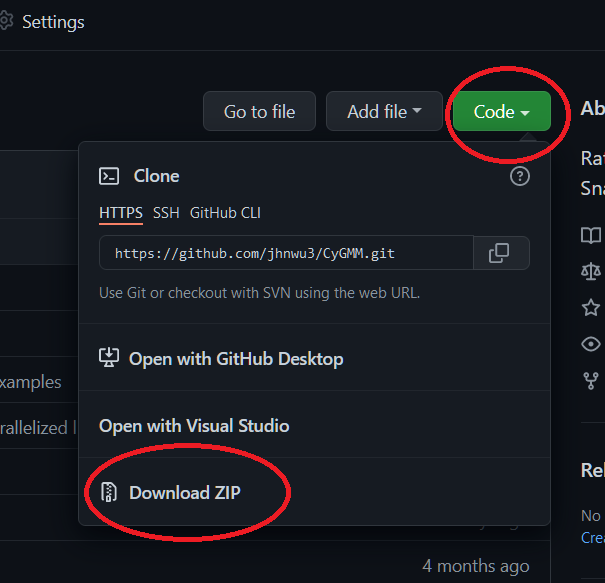 Settings
Go to file
Add file
Code
Clone
HTTPS SSH GitHub CLI
https://github.com/jhnwu3/CyGMM.git
Use Git or checkout with SVN using the web URL.
Open with GitHub Desktop
Open with Visual Studio
Download ZIP
4 months ago
Ab
Rat
Sna
Rel
No
Crea
xamples
rallelized l